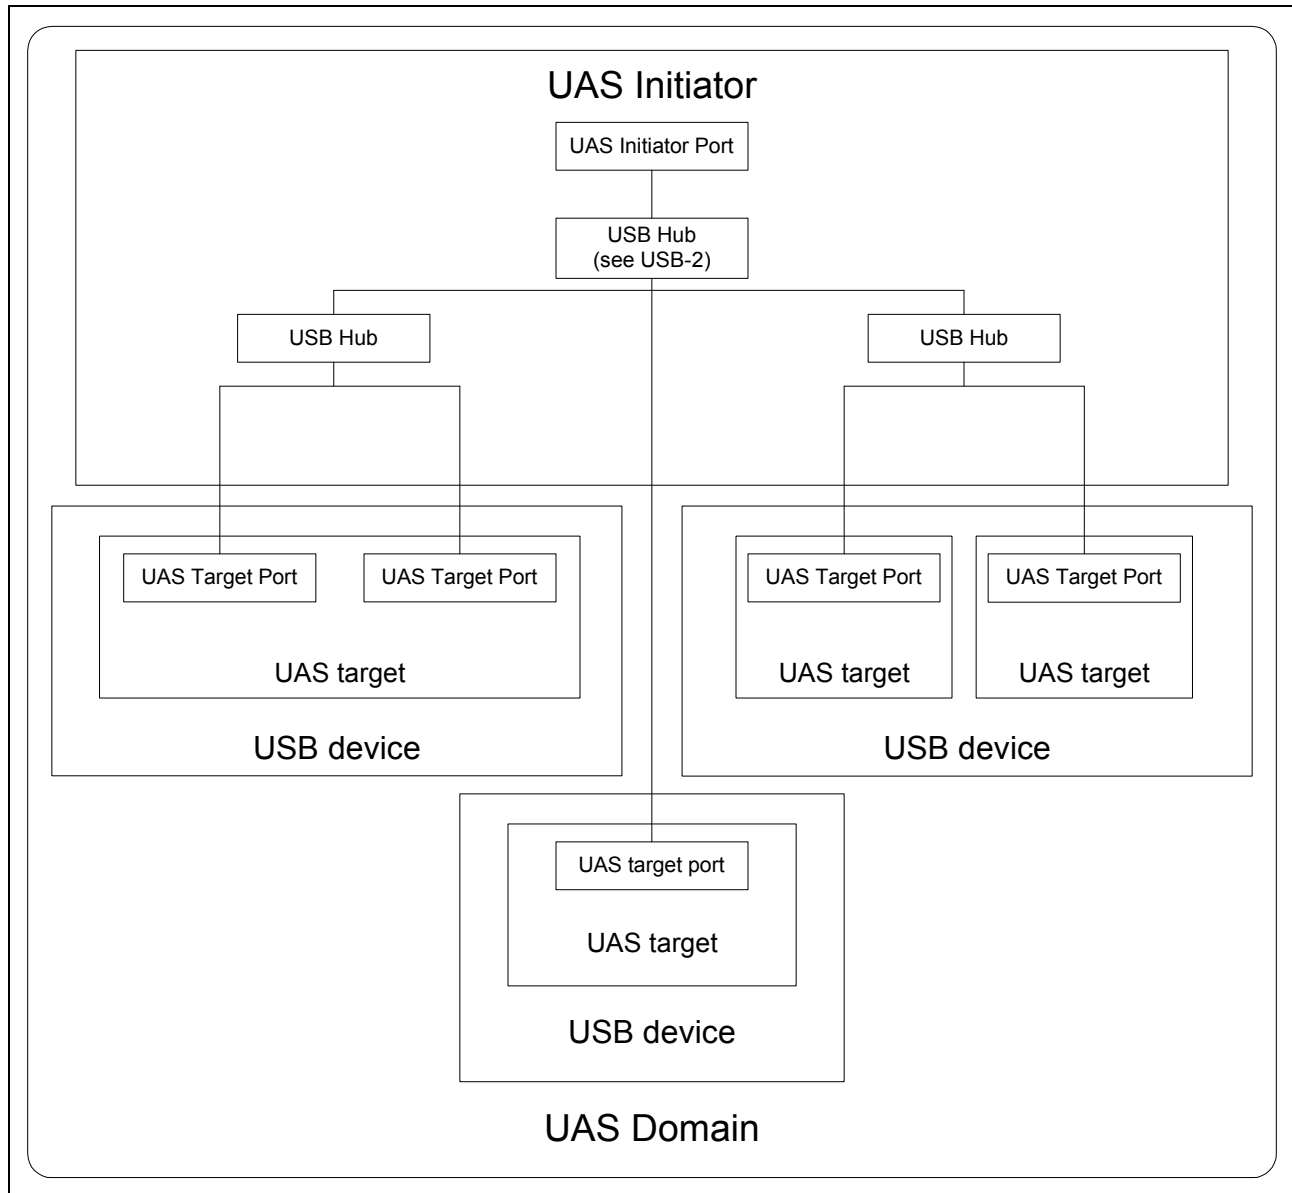 UAS Initiator
UAS Initiator Port
USB Hub
(see USB-2)
USB Hub
USB Hub
UAS Target Port
UAS Target Port
UAS Target Port
UAS Target Port
UAS target
UAS target
UAS target
USB device
USB device
UAS target port
UAS target
USB device
UAS Domain